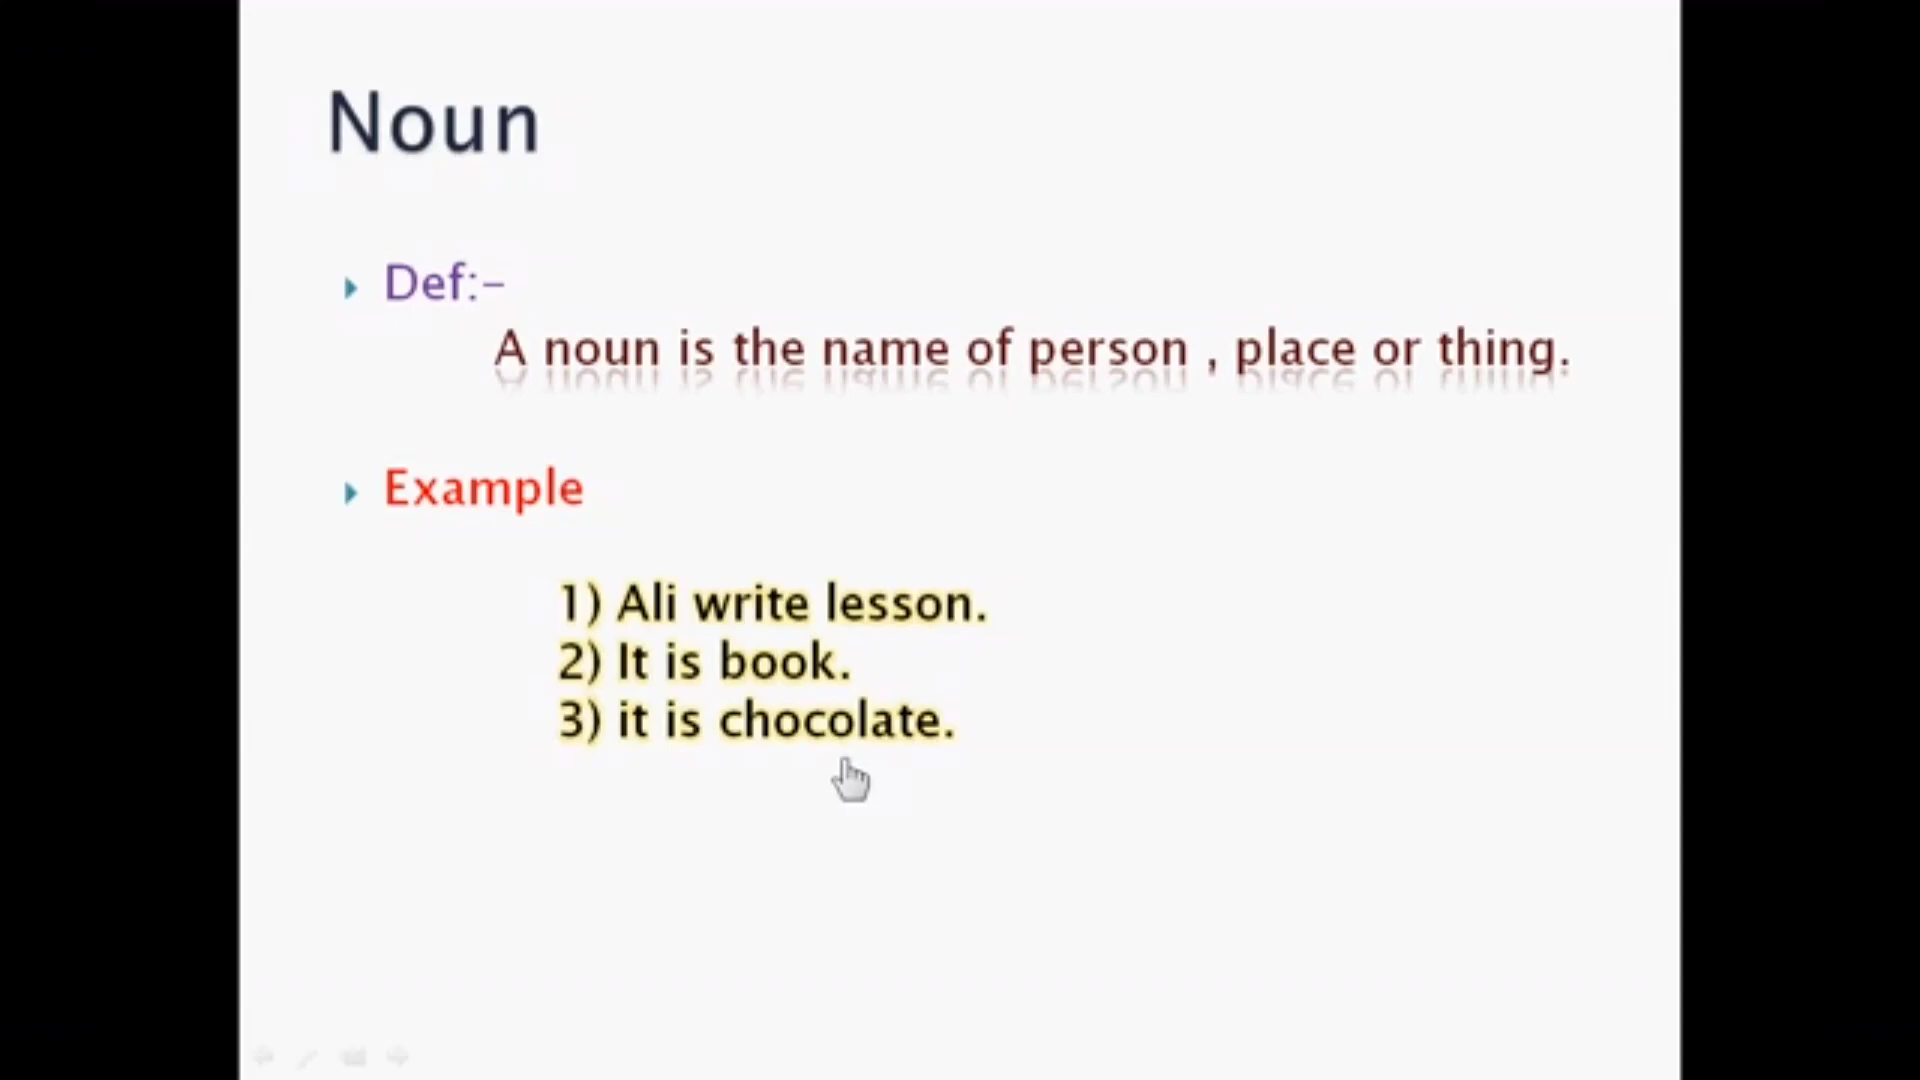 Noun
Def:-
A noun is the name of person , place or thing.
Example
1) Ali write lesson.
2) It is book.
3) it is chocolate.